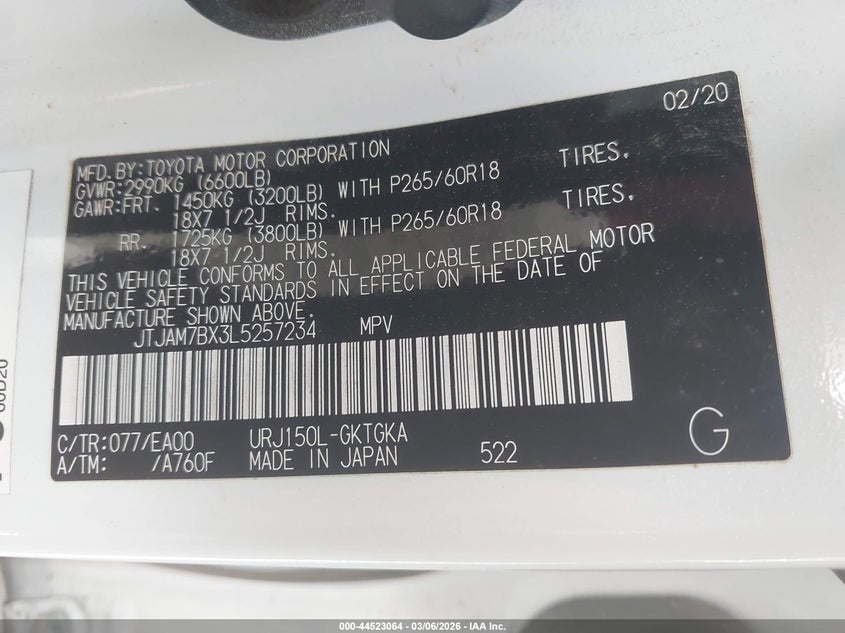 02/20
MFD.BY:TOYOTA MOTOR CORPORATION
GVWR:2990KG (6600LB)
GAWR:FRT. 1450KG (3200LB) WITH P265/60R18 TIRES,
18X7 1/2J RIMS.
RR. 1725KG (3800LB) WITH P265/60R18 TIRES,
18X7 1/2J RIMS.
THIS VEHICLE CONFORMS TO ALL APPLICABLE FEDERAL MOTOR
VEHICLE SAFETY STANDARDS IN EFFECT ON THE DATE OF
MANUFACTURE SHOWN ABOVE.
JTJAM7BX3L5257234 MPV
C/TR:077/EA00 URJ150L-GKTGKA
A/TM: /A760F MADE IN JAPAN 522
G
000-44523064 | 03/06/2026 - IAA Inc.